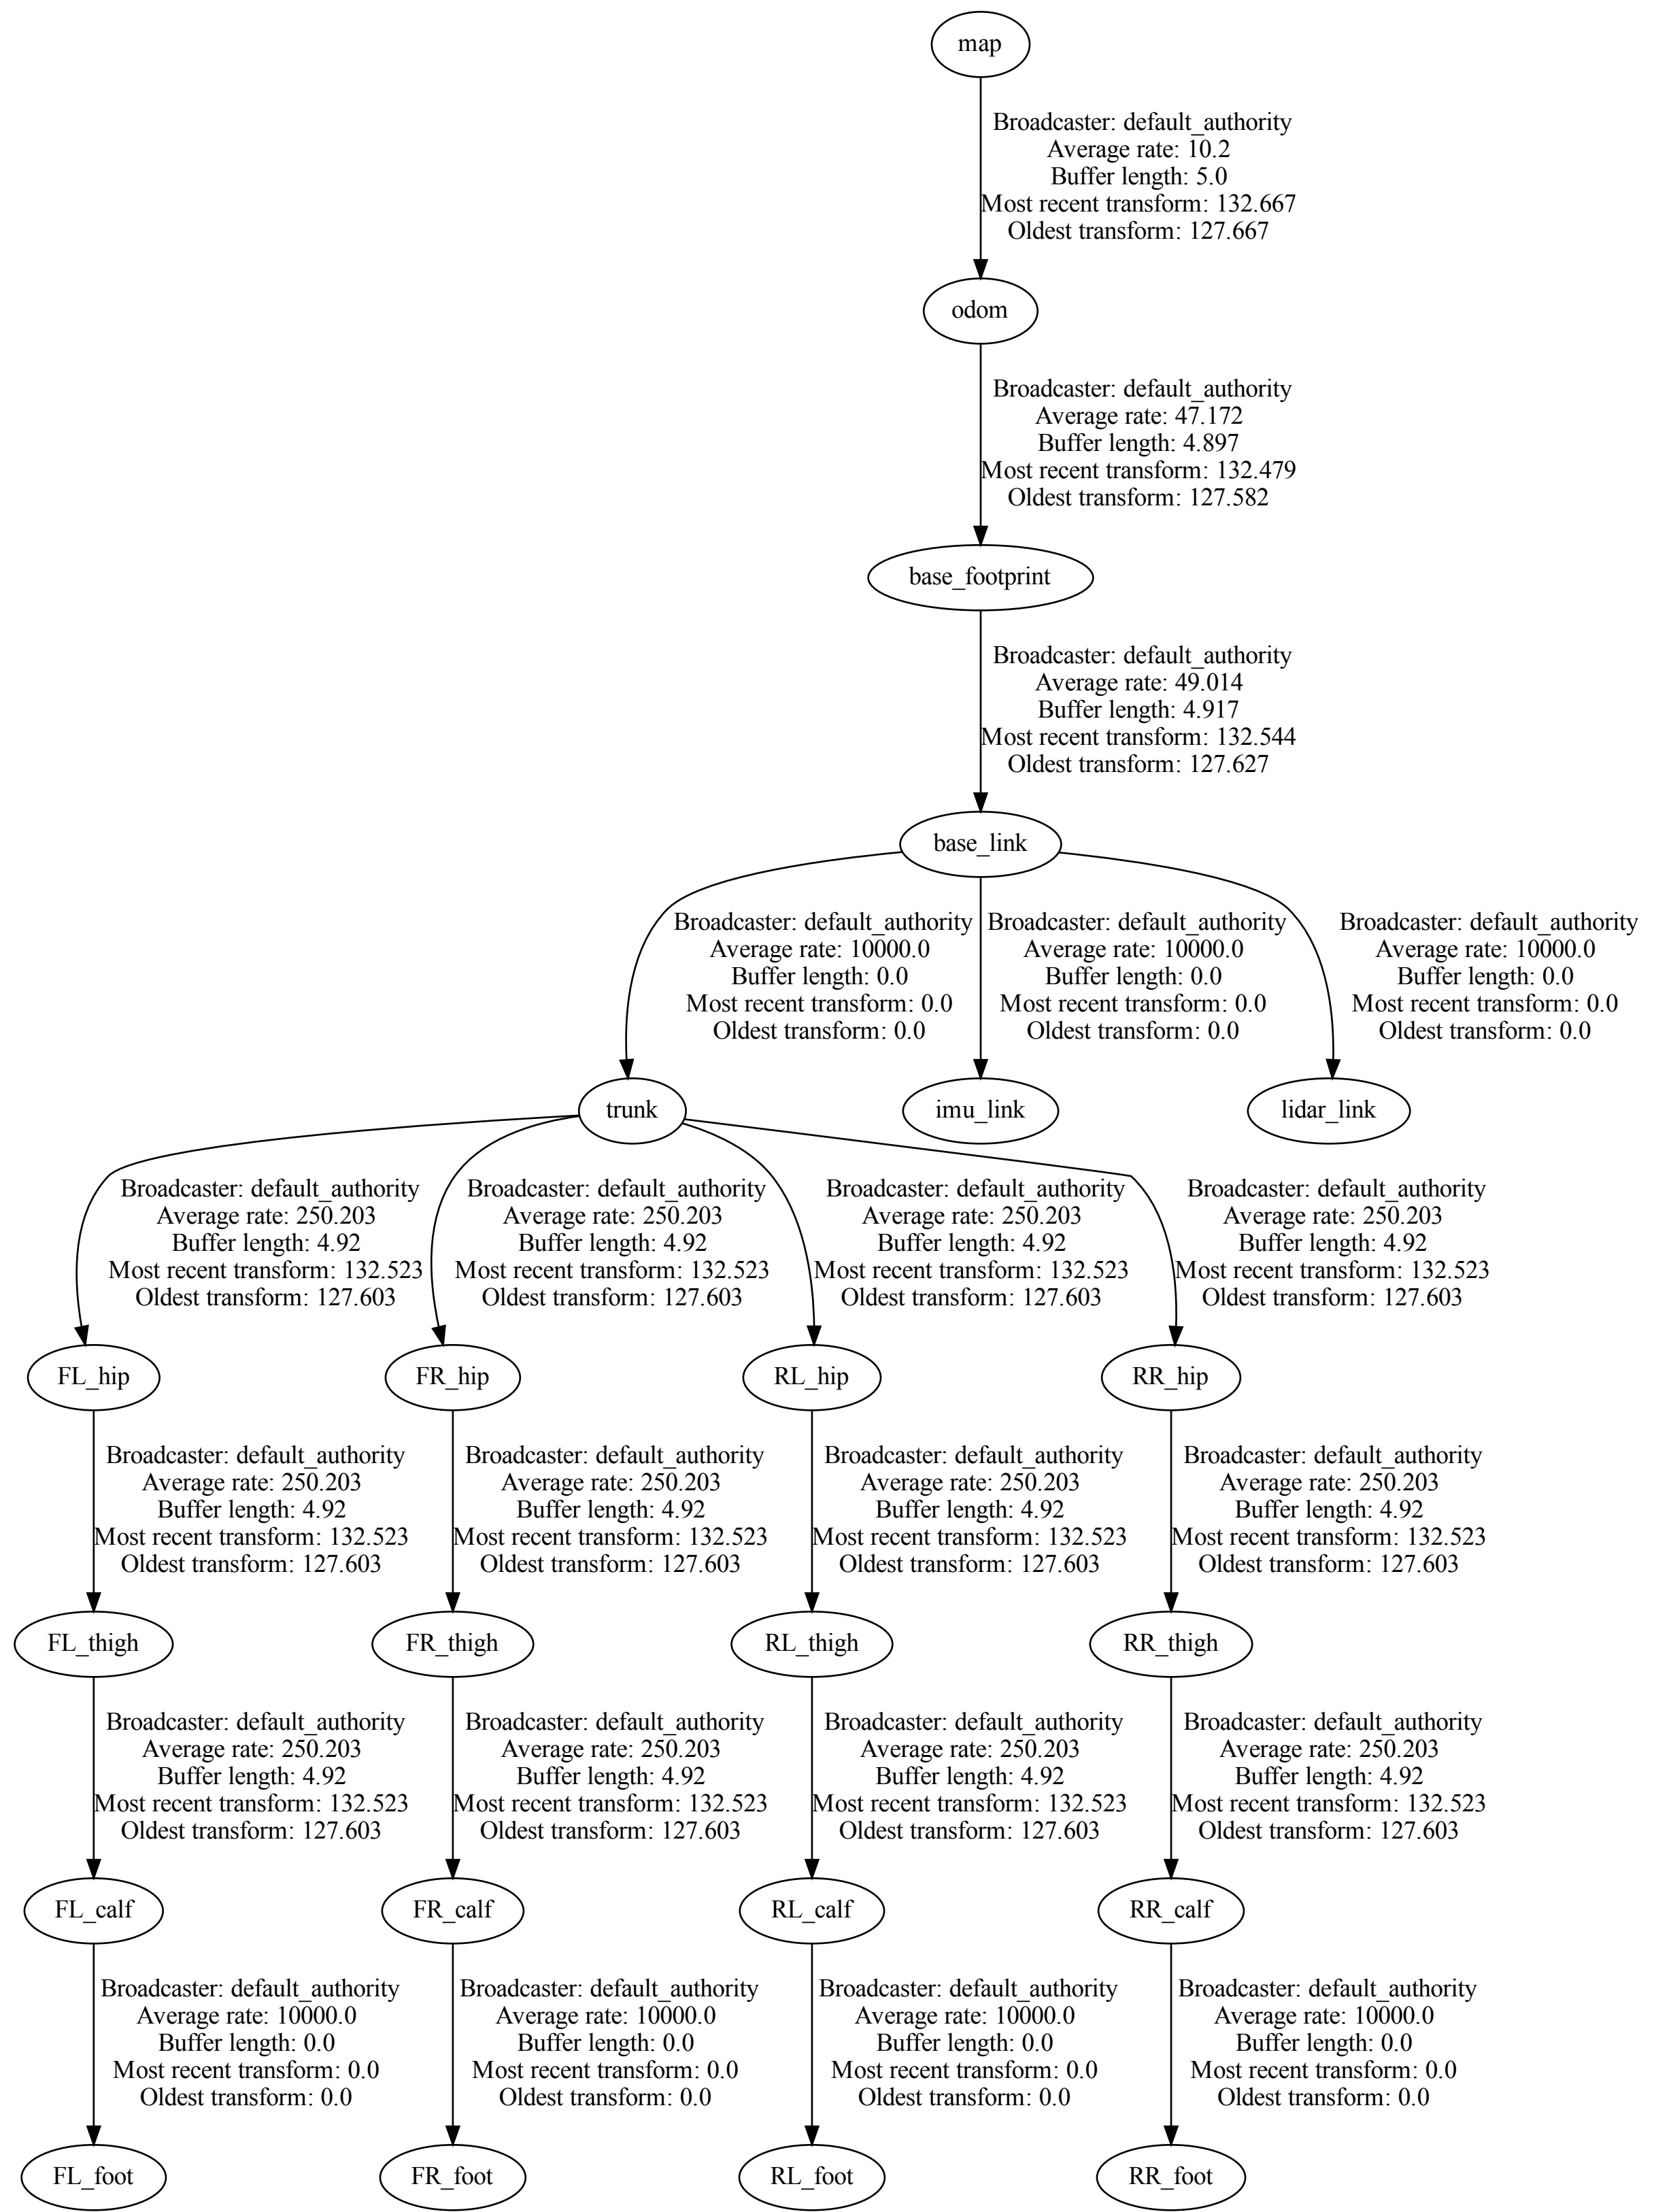 map
Broadcaster: default_authority
Average rate: 10.2
Buffer length: 5.0
Most recent transform: 132.667
Oldest transform: 127.667
odom
Broadcaster: default_authority
Average rate: 47.172
Buffer length: 4.897
Most recent transform: 132.479
Oldest transform: 127.582
base_footprint
Broadcaster: default_authority
Average rate: 49.014
Buffer length: 4.917
Most recent transform: 132.544
Oldest transform: 127.627
base_link
Broadcaster: default_authority
Average rate: 10000.0
Buffer length: 0.0
Most recent transform: 0.0
Oldest transform: 0.0
Broadcaster: default_authority
Average rate: 10000.0
Buffer length: 0.0
Most recent transform: 0.0
Oldest transform: 0.0
Broadcaster: default_authority
Average rate: 10000.0
Buffer length: 0.0
Most recent transform: 0.0
Oldest transform: 0.0
trunk
imu_link
lidar_link
Broadcaster: default_authority
Average rate: 250.203
Buffer length: 4.92
Most recent transform: 132.523
Oldest transform: 127.603
Broadcaster: default_authority
Average rate: 250.203
Buffer length: 4.92
Most recent transform: 132.523
Oldest transform: 127.603
Broadcaster: default_authority
Average rate: 250.203
Buffer length: 4.92
Most recent transform: 132.523
Oldest transform: 127.603
Broadcaster: default_authority
Average rate: 250.203
Buffer length: 4.92
Most recent transform: 132.523
Oldest transform: 127.603
FL_hip
FR_hip
RL_hip
RR_hip
Broadcaster: default_authority
Average rate: 250.203
Buffer length: 4.92
Most recent transform: 132.523
Oldest transform: 127.603
Broadcaster: default_authority
Average rate: 250.203
Buffer length: 4.92
Most recent transform: 132.523
Oldest transform: 127.603
Broadcaster: default_authority
Average rate: 250.203
Buffer length: 4.92
Most recent transform: 132.523
Oldest transform: 127.603
Broadcaster: default_authority
Average rate: 250.203
Buffer length: 4.92
Most recent transform: 132.523
Oldest transform: 127.603
FL_thigh
FR_thigh
RL_thigh
RR_thigh
Broadcaster: default_authority
Average rate: 250.203
Buffer length: 4.92
Most recent transform: 132.523
Oldest transform: 127.603
Broadcaster: default_authority
Average rate: 250.203
Buffer length: 4.92
Most recent transform: 132.523
Oldest transform: 127.603
Broadcaster: default_authority
Average rate: 250.203
Buffer length: 4.92
Most recent transform: 132.523
Oldest transform: 127.603
Broadcaster: default_authority
Average rate: 250.203
Buffer length: 4.92
Most recent transform: 132.523
Oldest transform: 127.603
FL_calf
FR_calf
RL_calf
RR_calf
Broadcaster: default_authority
Average rate: 10000.0
Buffer length: 0.0
Most recent transform: 0.0
Oldest transform: 0.0
Broadcaster: default_authority
Average rate: 10000.0
Buffer length: 0.0
Most recent transform: 0.0
Oldest transform: 0.0
Broadcaster: default_authority
Average rate: 10000.0
Buffer length: 0.0
Most recent transform: 0.0
Oldest transform: 0.0
Broadcaster: default_authority
Average rate: 10000.0
Buffer length: 0.0
Most recent transform: 0.0
Oldest transform: 0.0
FL_foot
FR_foot
RL_foot
RR_foot